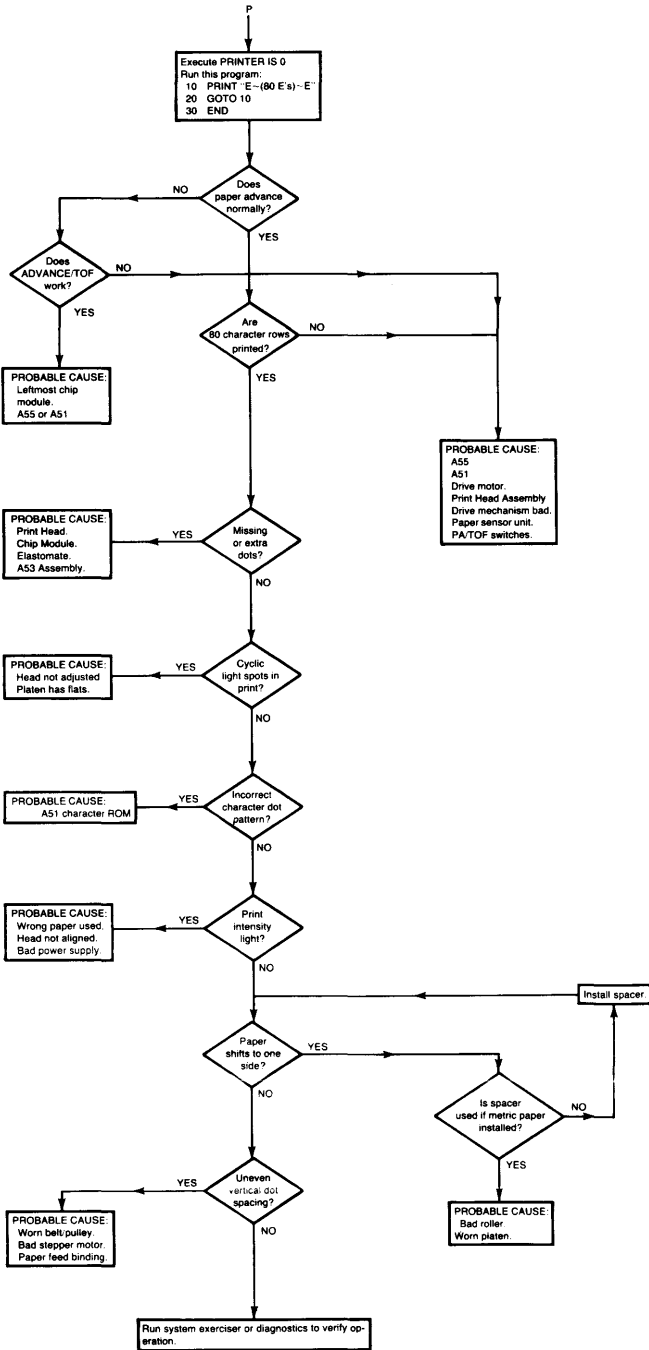 P
Execute PRINTER IS 0
Run this program:
10 PRINT "E~(80 E's)~E"
20 GOTO 10
30 END
Does
paper advance
normally?
NO
YES
Does
ADVANCE/TOF
work?
NO
YES
Are
80 character rows
printed?
NO
YES
PROBABLE CAUSE:
Leftmost chip
module.
A55 or A51
PROBABLE CAUSE:
A55
A51
Drive motor.
Print Head Assembly
Drive mechanism bad.
Paper sensor unit.
PA/TOF switches.
PROBABLE CAUSE:
Print Head.
Chip Module.
Elastomate.
A53 Assembly.
YES
Missing
or extra
dots?
NO
PROBABLE CAUSE:
Head not adjusted
Platen has flats.
YES
Cyclic
light spots in
print?
NO
PROBABLE CAUSE:
A51 character ROM
YES
Incorrect
character dot
pattern?
NO
PROBABLE CAUSE:
Wrong paper used.
Head not aligned.
Bad power supply.
YES
Print
intensity
light?
NO
Install spacer.
Paper
shifts to one
side?
YES
NO
Is spacer
used if metric paper
installed?
NO
YES
PROBABLE CAUSE:
Bad roller.
Worn platen.
Uneven
vertical dot
spacing?
YES
NO
PROBABLE CAUSE:
Worn belt/pulley.
Bad stepper motor.
Paper feed binding.
Run system exerciser or diagnostics to verify op-
eration.